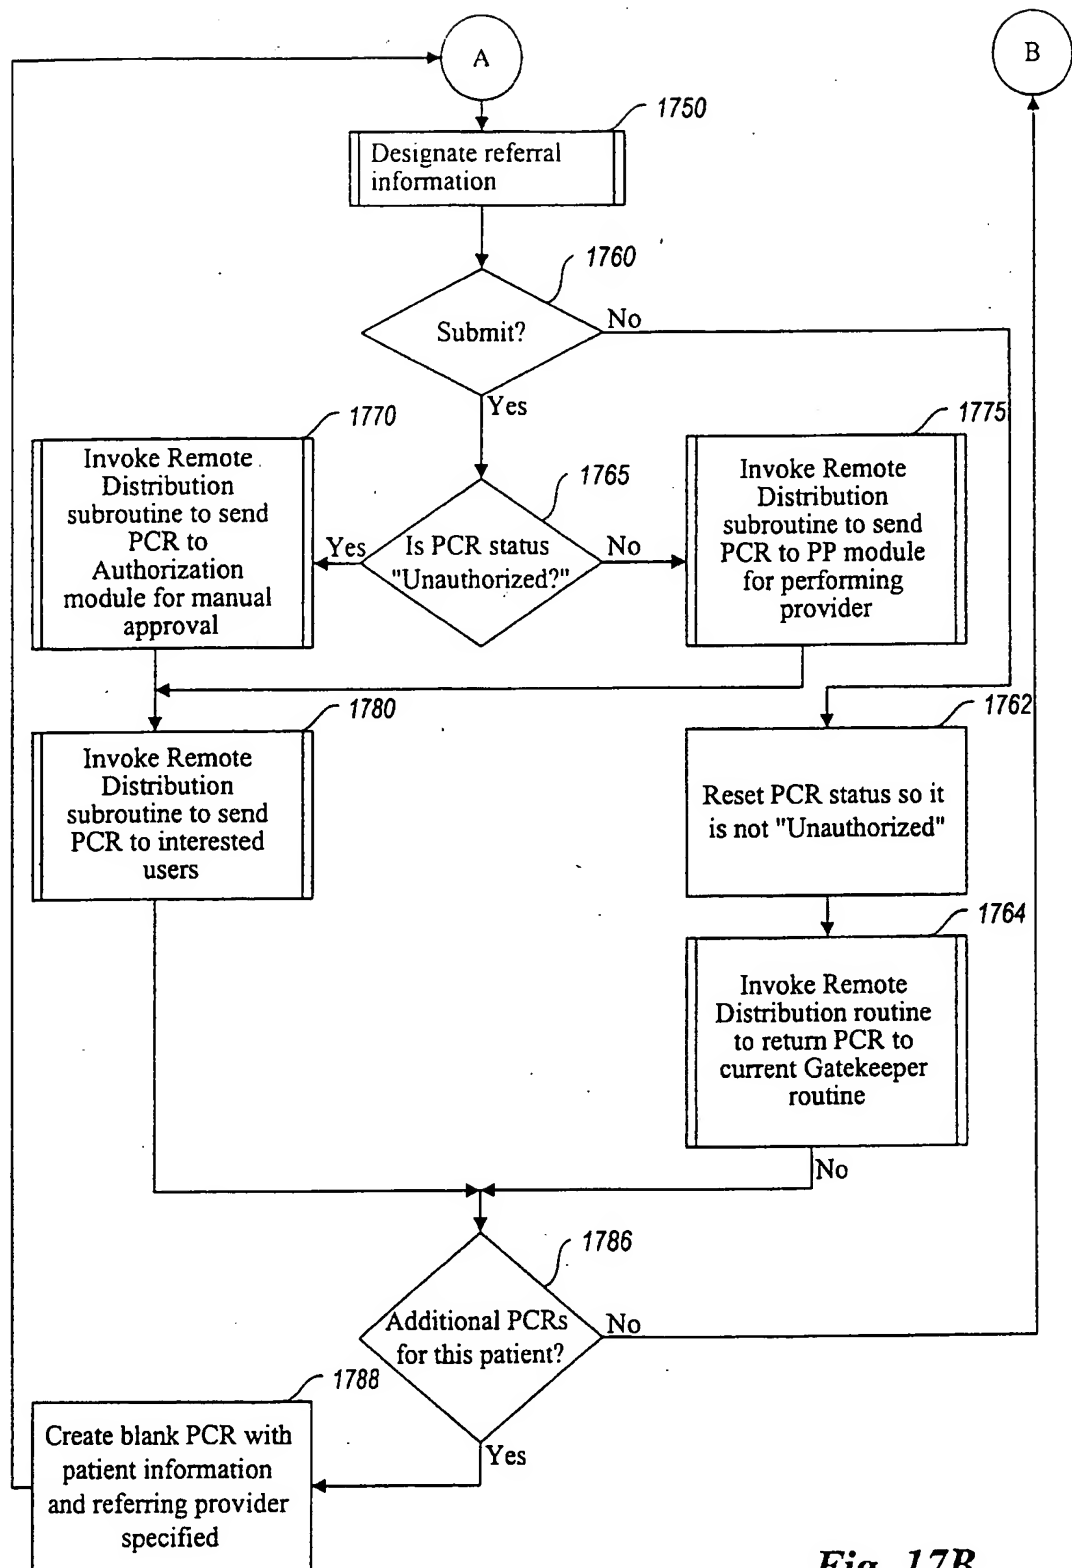 A
B
1750
Designate referral
information
1760
Submit?
No
Yes
1770
Invoke Remote
Distribution
subroutine to send
PCR to
Authorization
module for manual
approval
1765
Yes
Is PCR status
"Unauthorized?"
No
1775
Invoke Remote
Distribution
subroutine to send
PCR to PP module
for performing
provider
1780
Invoke Remote
Distribution
subroutine to send
PCR to interested
users
1762
Reset PCR status so it
is not "Unauthorized"
1764
Invoke Remote
Distribution routine
to return PCR to
current Gatekeeper
routine
No
1786
Additional PCRs
for this patient?
No
Yes
1788
Create blank PCR with
patient information
and referring provider
specified
Fig. 17B